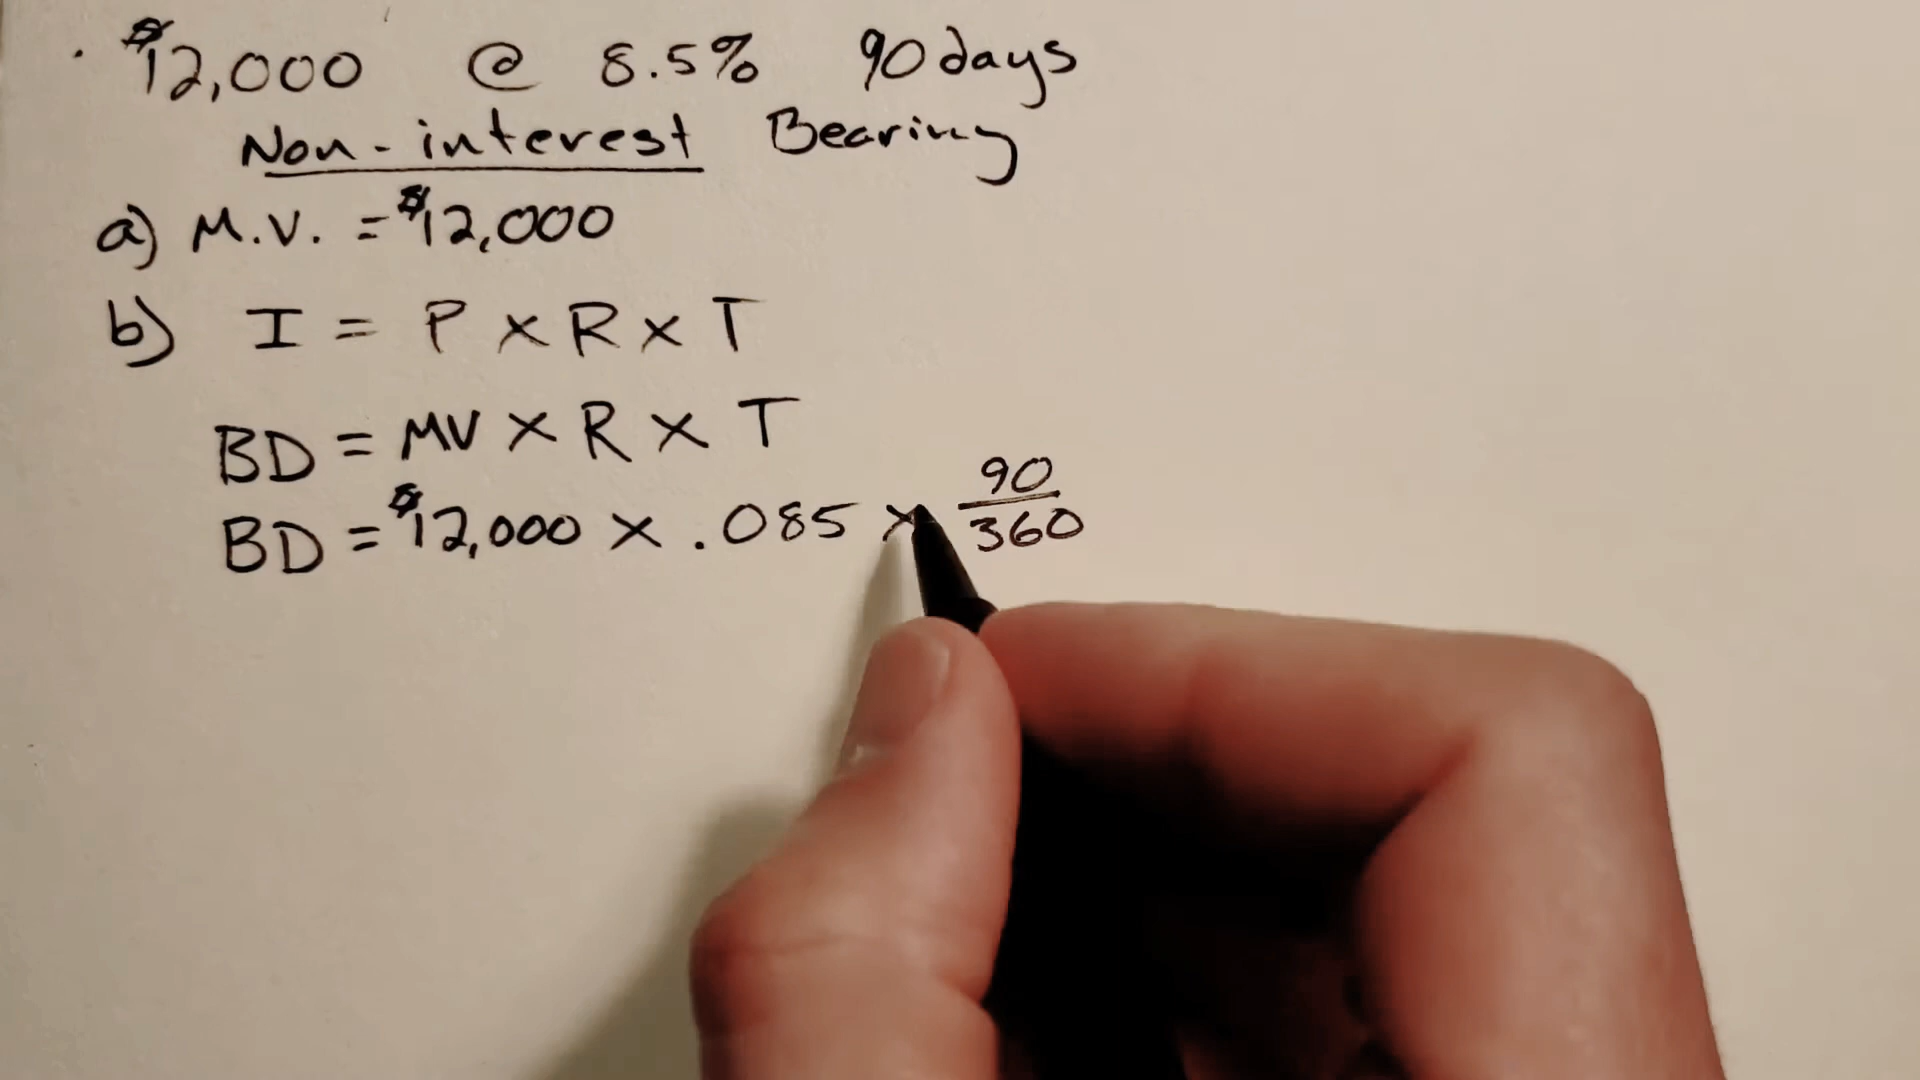 $12,000 @ 8.5% 90 days
Non-interest Bearing
a) M.V. = $12,000
b) I = P × R × T
BD = MV × R × T
BD = $12,000 × .085 × 90/360